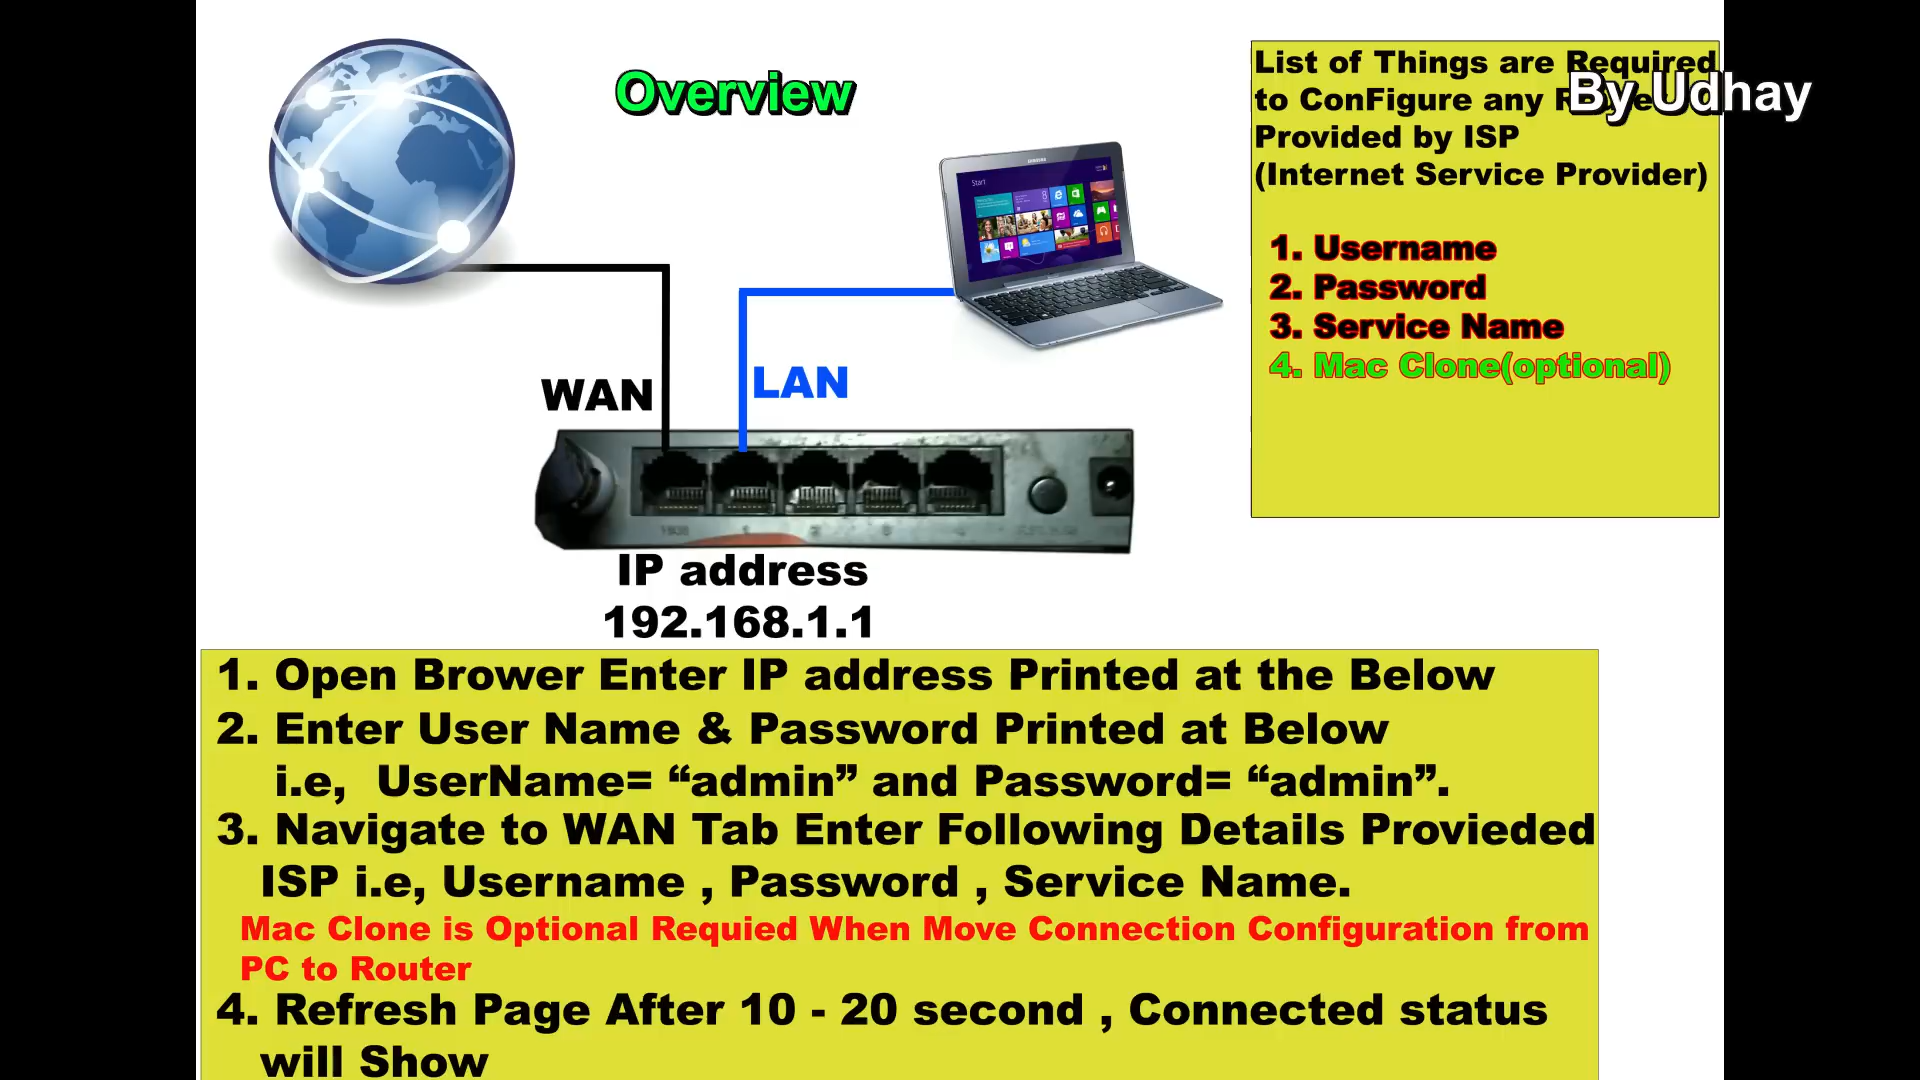 Overview
By Udhay
List of Things are Required
to ConFigure any
Provided by ISP
(Internet Service Provider)
1. Username
2. Password
3. Service Name
4. Mac Clone(optional)
SAMSUNG
Start
WAN
LAN
IP address
192.168.1.1
1. Open Brower Enter IP address Printed at the Below
2. Enter User Name & Password Printed at Below
i.e, UserName= “admin” and Password= “admin”.
3. Navigate to WAN Tab Enter Following Details Provieded
ISP i.e, Username , Password , Service Name.
Mac Clone is Optional Requied When Move Connection Configuration from
PC to Router
4. Refresh Page After 10 - 20 second , Connected status
will Show